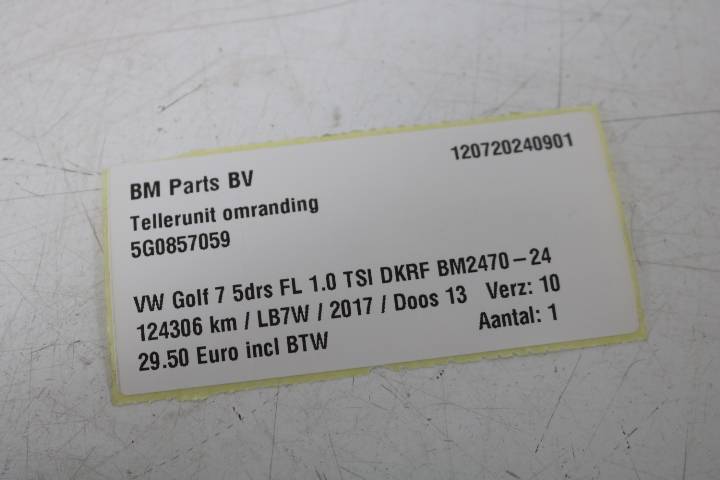 BM Parts BV 120720240901
Tellerunit omranding
5G0857059
VW Golf 7 5drs FL 1.0 TSI DKRF BM2470-24
124306 km / LB7W / 2017 / Doos 13 Verz: 10
29.50 Euro incl BTW Aantal: 1